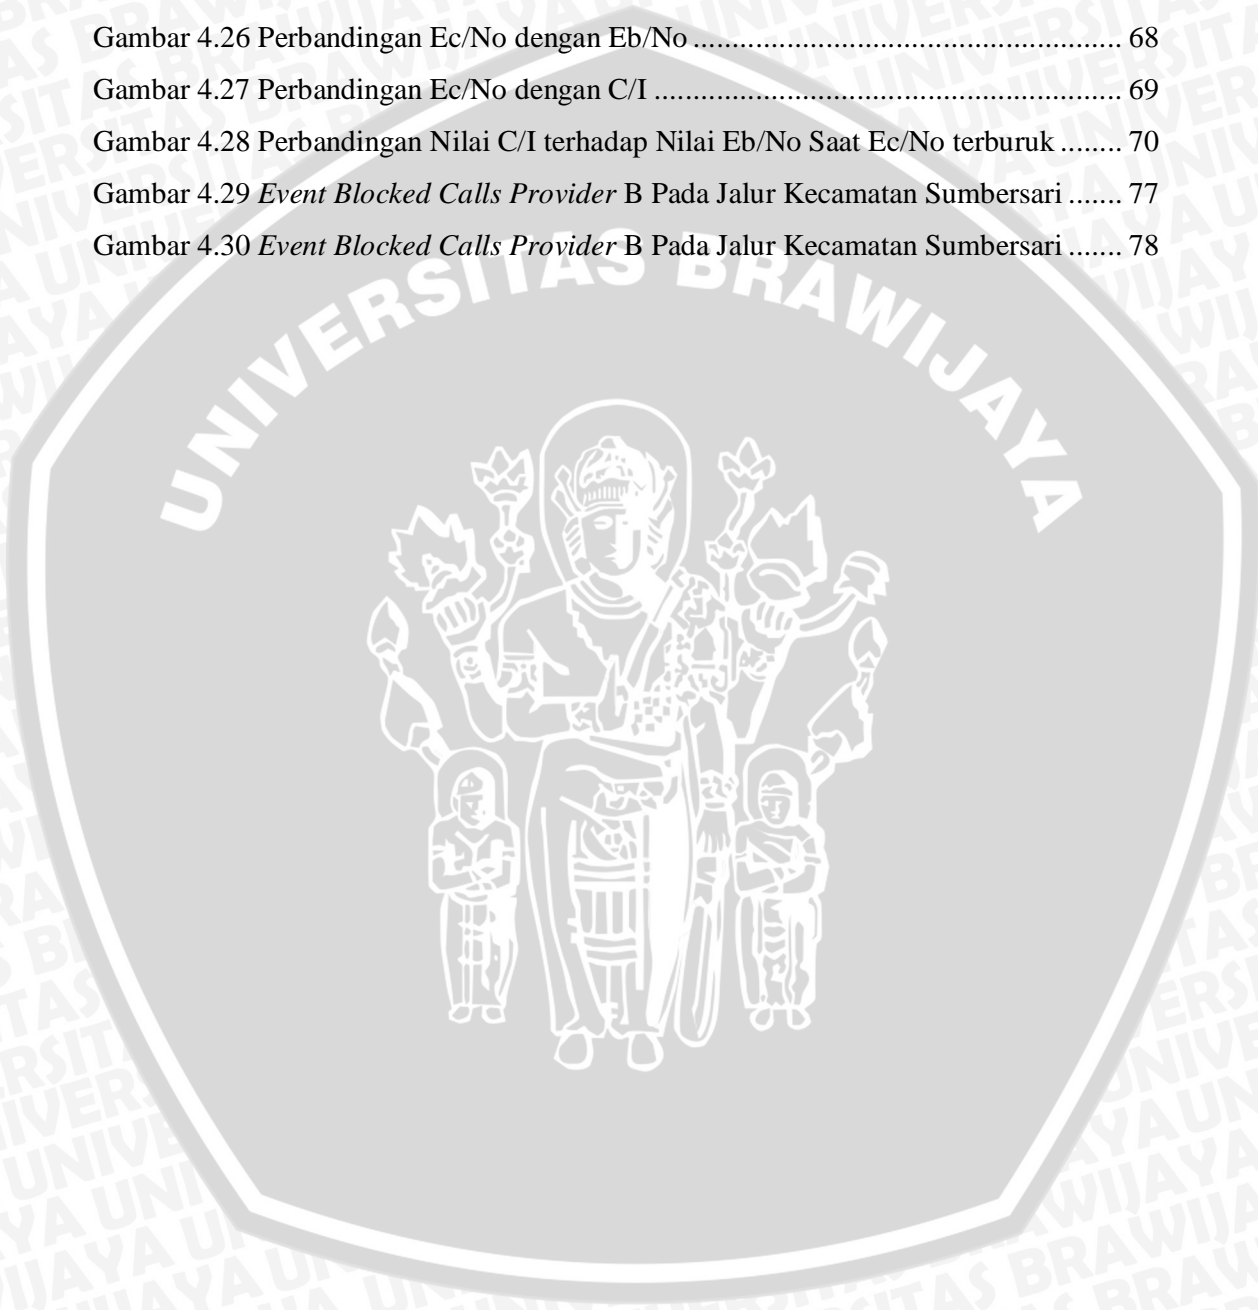 Gambar 4.26 Perbandingan Ec/No dengan Eb/No ........................................................ 68
Gambar 4.27 Perbandingan Ec/No dengan C/I ............................................................. 69
Gambar 4.28 Perbandingan Nilai C/I terhadap Nilai Eb/No Saat Ec/No terburuk ........ 70
Gambar 4.29 Event Blocked Calls Provider B Pada Jalur Kecamatan Sumbersari ....... 77
Gambar 4.30 Event Blocked Calls Provider B Pada Jalur Kecamatan Sumbersari ....... 78
UNIVERSITAS BRAWIJAYA